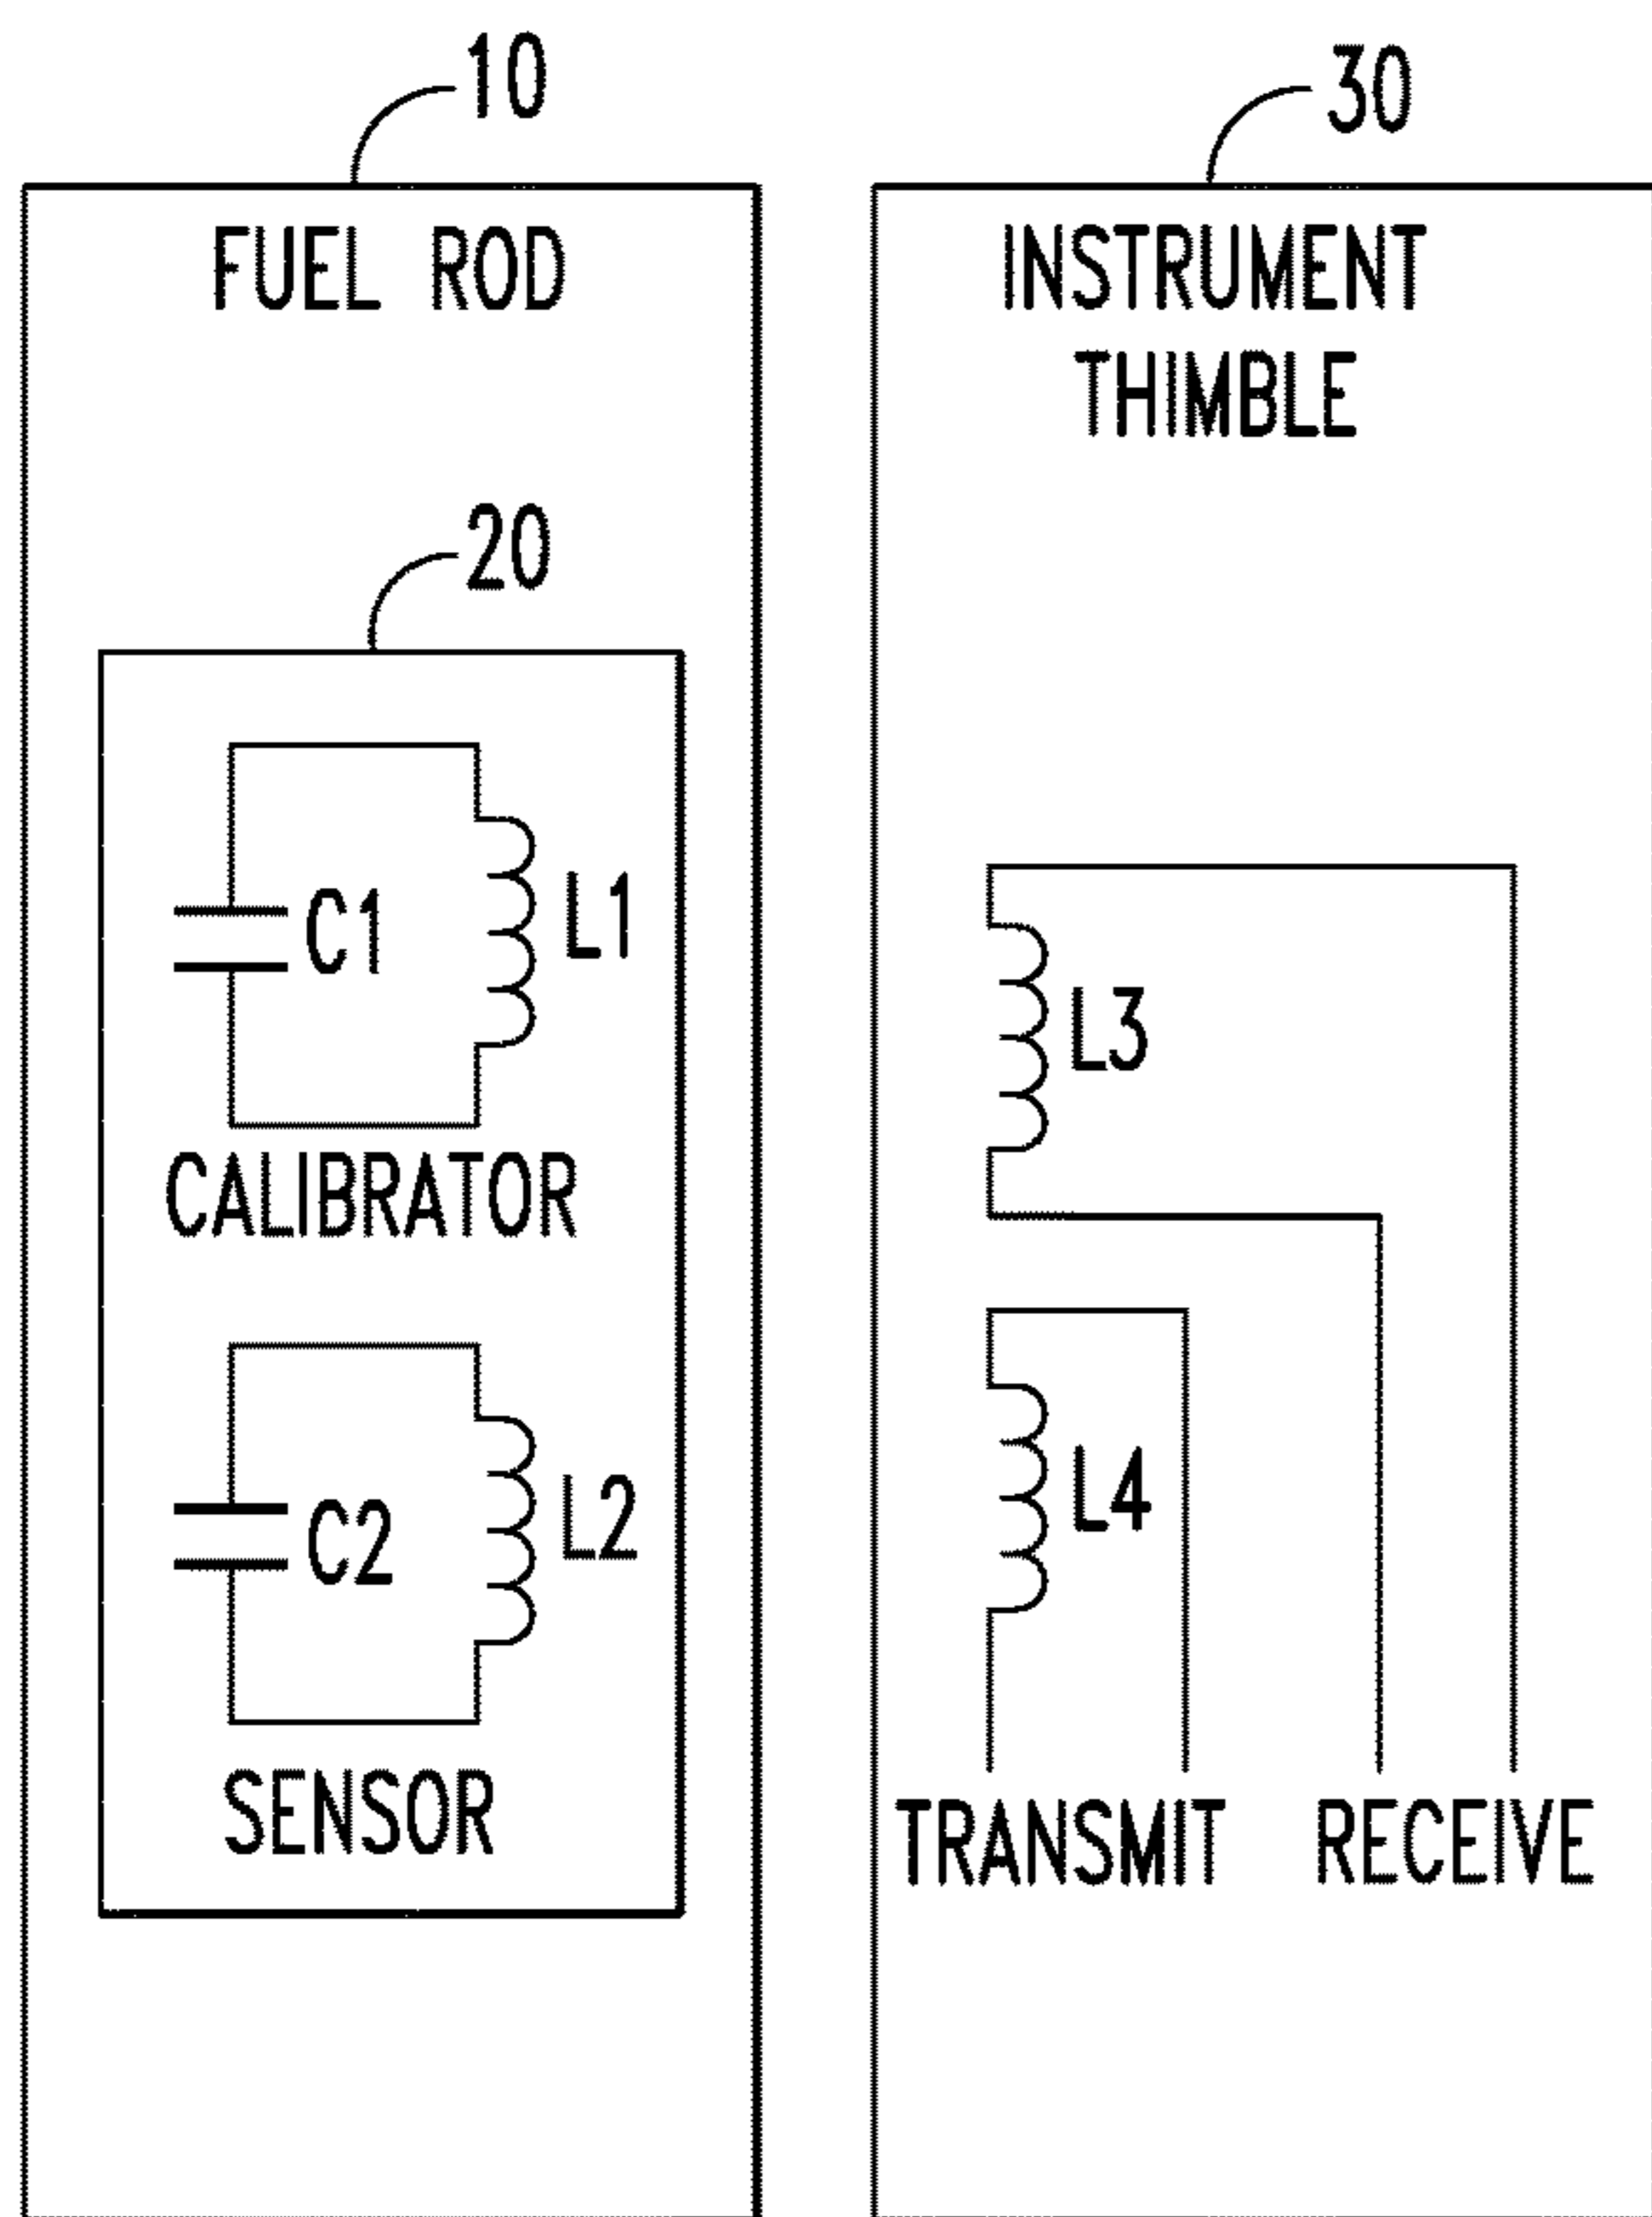 10
FUEL ROD
20
C1
L1
CALIBRATOR
C2
L2
SENSOR
30
INSTRUMENT
THIMBLE
L3
L4
TRANSMIT
RECEIVE